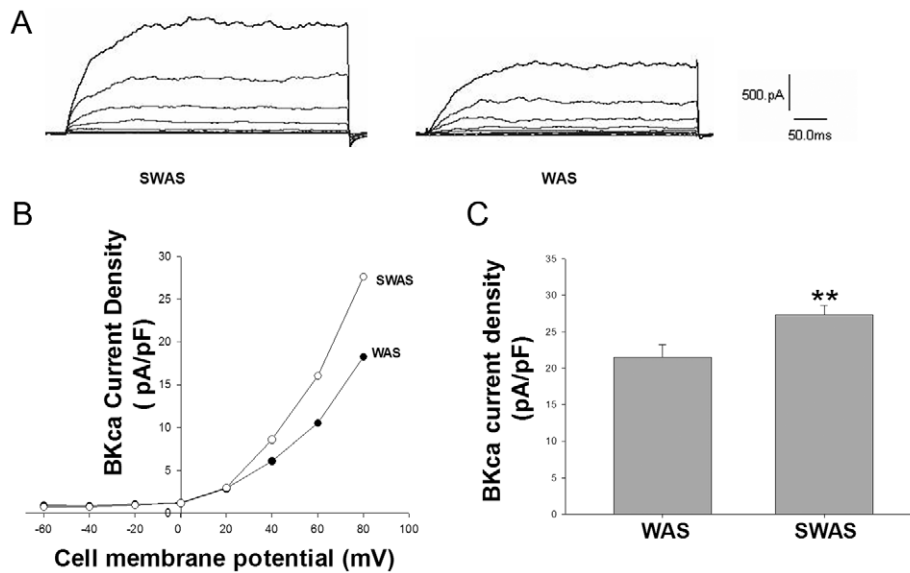 A
500.pA
50.0ms
SWAS
WAS
B
BKca Current Density
( pA/pF)
30
25
20
15
10
5
0
SWAS
WAS
-60
-40
-20
0
20
40
60
80
100
Cell membrane potential (mV)
C
BKca current density
(pA/pF)
35
30
25
20
15
10
5
0
**
WAS
SWAS